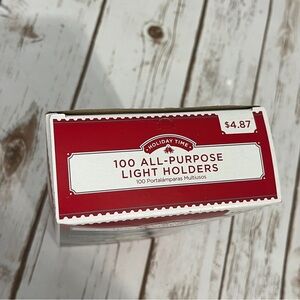 $4.87
HOLIDAY TIME
100 ALL-PURPOSE
LIGHT HOLDERS
100 Portalámparas Multiusos